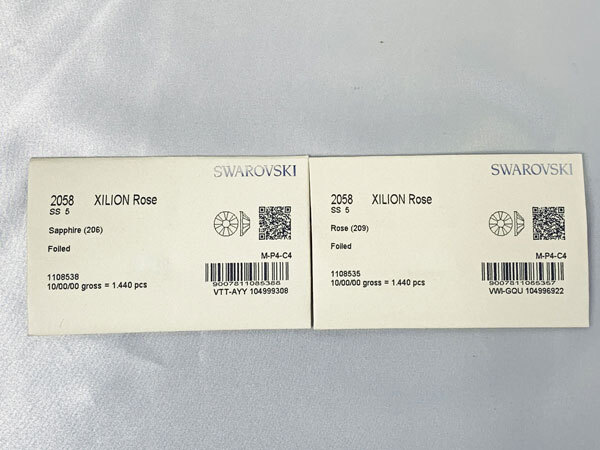 SWAROVSKI
2058 XILION Rose
SS 5
Sapphire (206)
Foiled
M-P4-C4
1108538
10/00/00 gross = 1.440 pcs
9007811085388
VTT-AYY 104999308
SWAROVSKI
2058 XILION Rose
SS 5
Rose (209)
Foiled
M-P4-C4
1108535
10/00/00 gross = 1.440 pcs
9007811085357
VWI-GQU 104996922